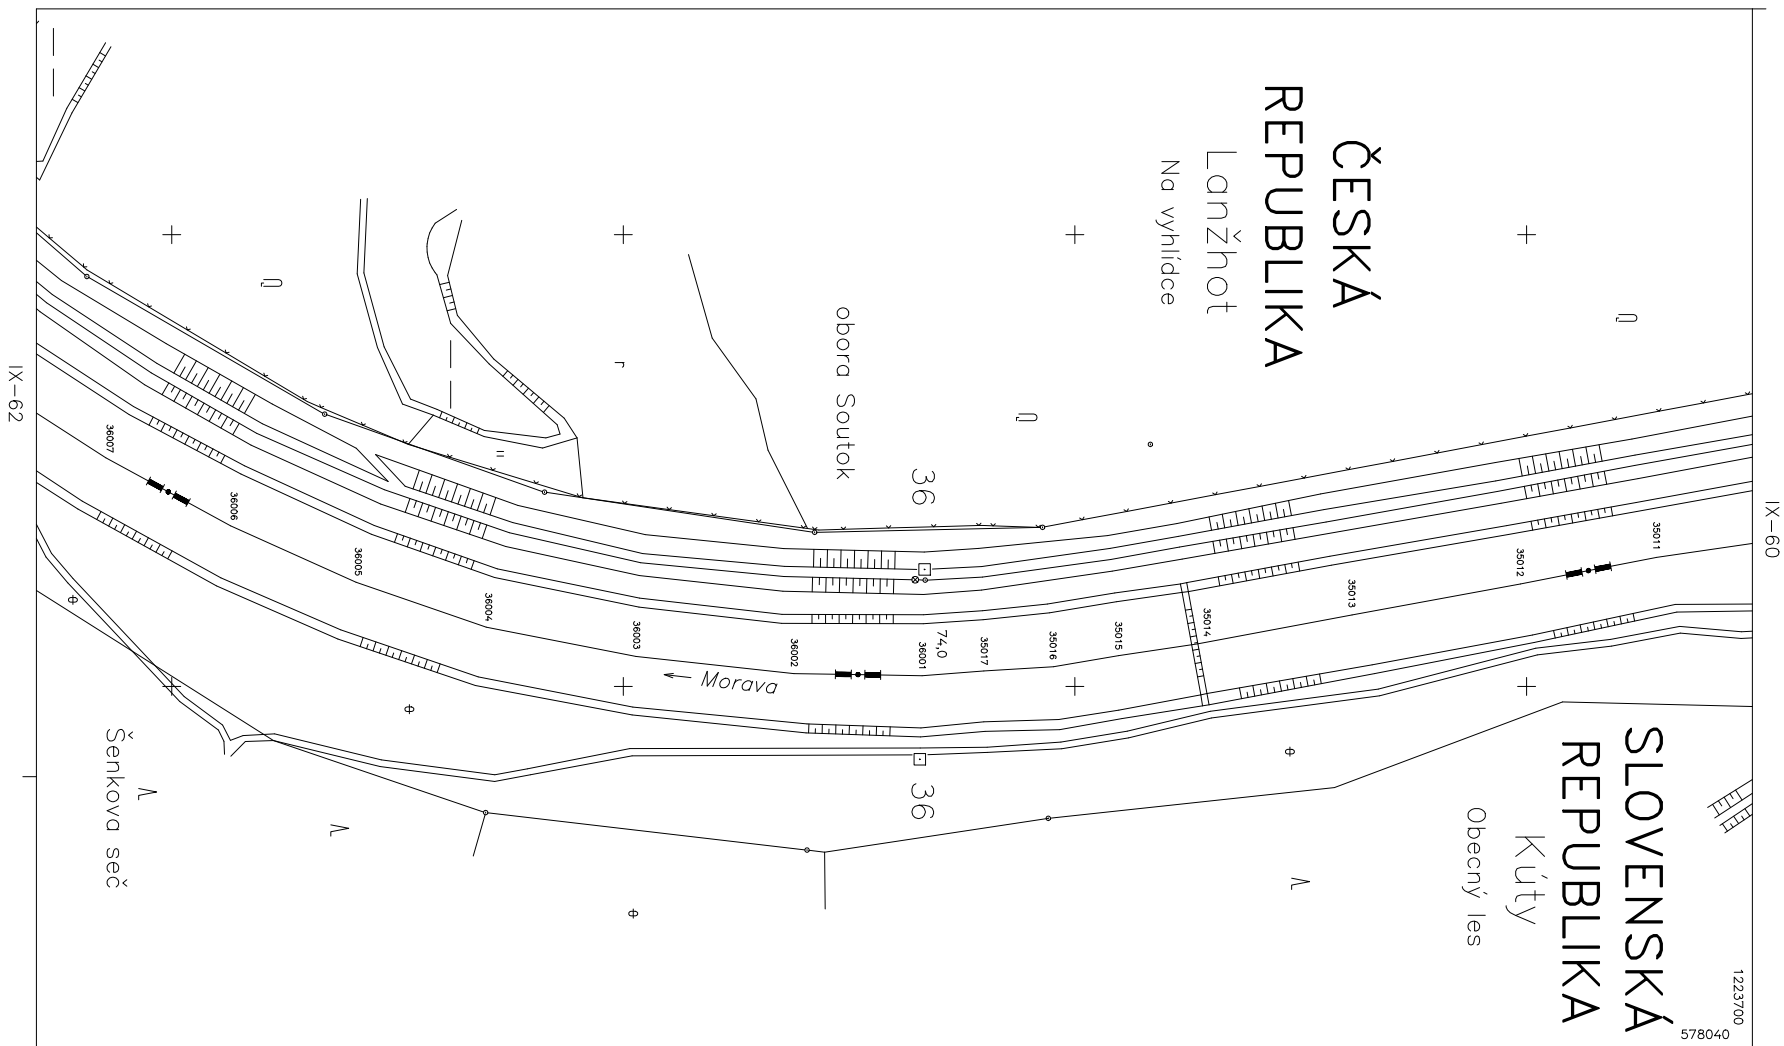 ČESKÁ
REPUBLIKA
Lanžhot
Na vyhlídce
obora Soutok
36
IX-62
IX-60
36007
36006
36005
36004
36003
36002
36001
74,0
35017
35016
35015
35014
35013
35012
35011
Morava
36
Šenkova seč
SLOVENSKÁ
REPUBLIKA
Kúty
Obecný les
1223700
578040